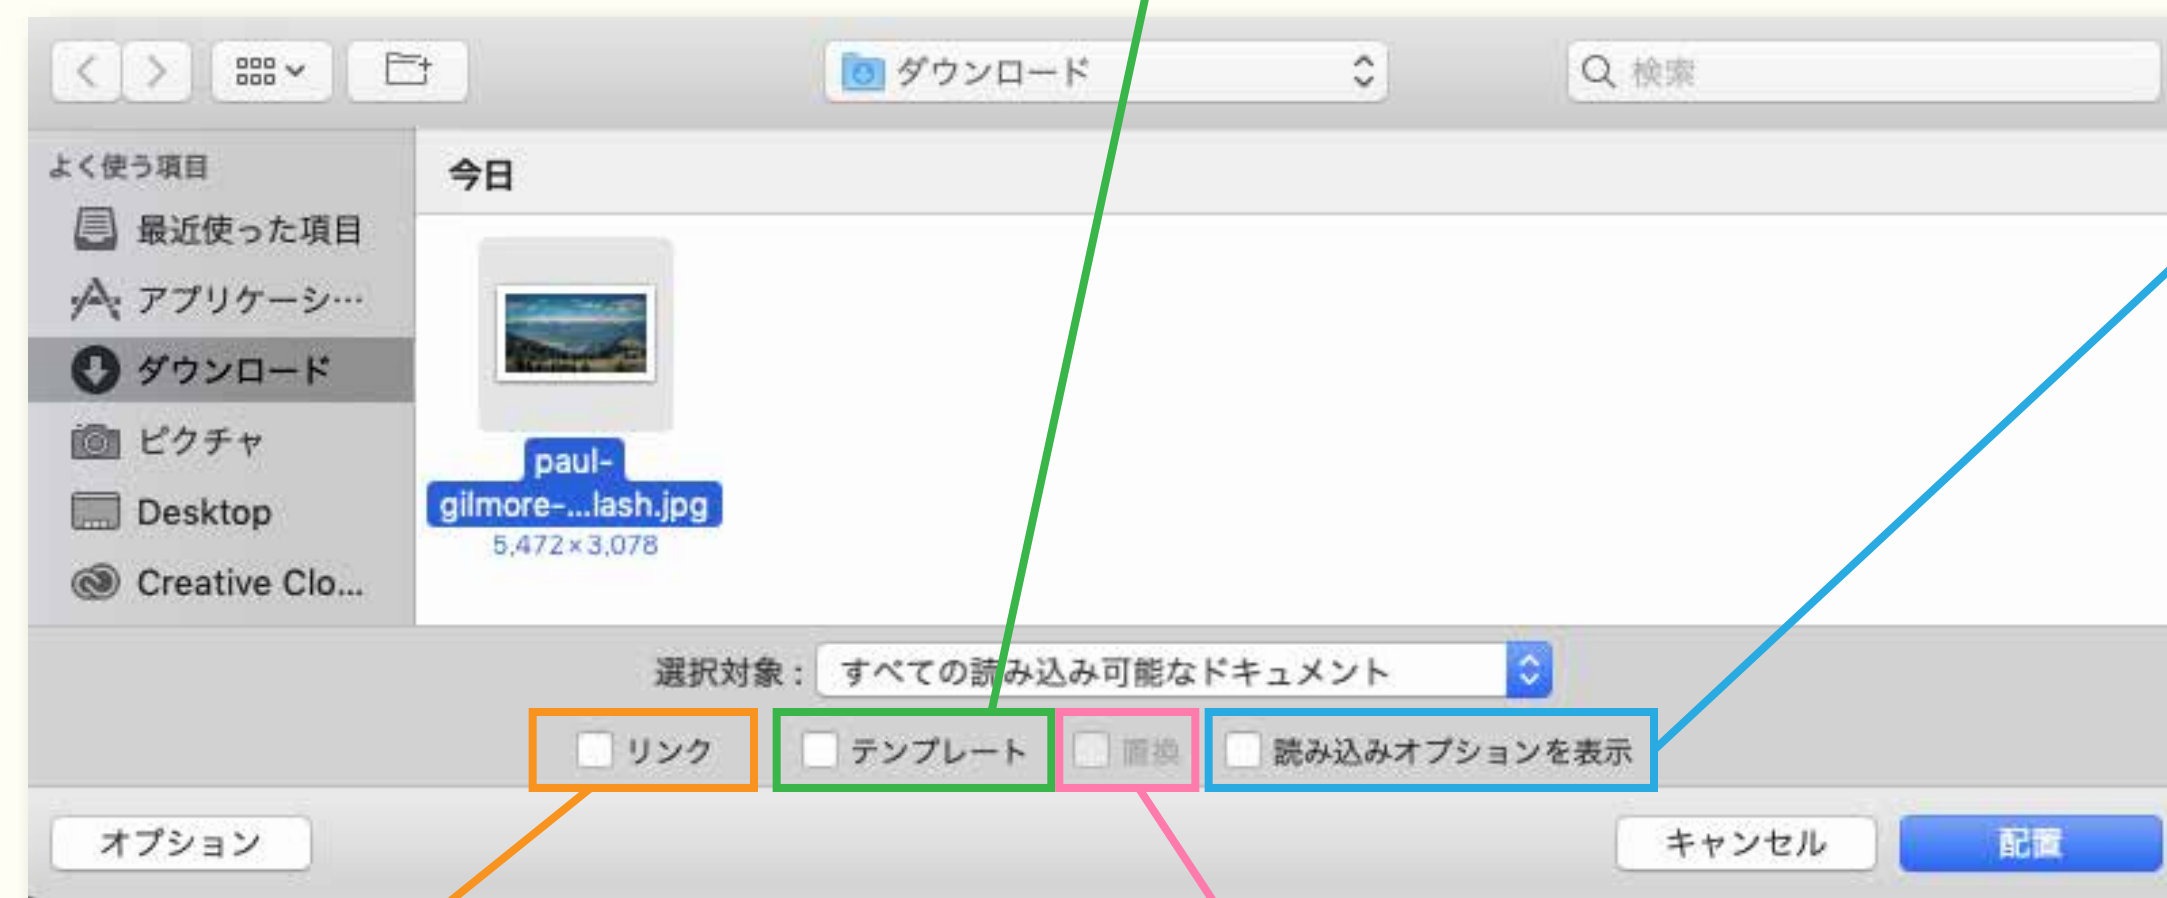 ダウンロード
検索
よく使う項目
最近使った項目
アプリケーシ…
ダウンロード
ピクチャ
Desktop
Creative Clo...
今日
paul-
gilmore-...lash.jpg
5,472×3,078
選択対象：
すべての読み込み可能なドキュメント
リンク
テンプレート
置換
読み込みオプションを表示
オプション
キャンセル
配置